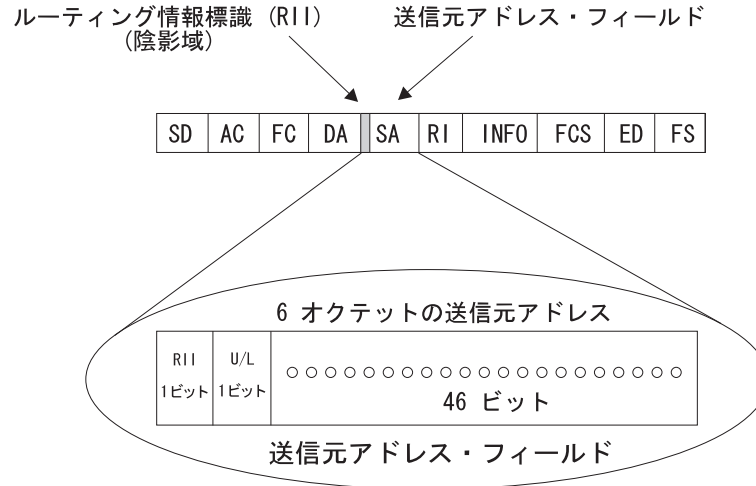 ルーティング情報標識 (RII)
(陰影域)
送信元アドレス・フィールド
SD AC FC DA SA RI INFO FCS ED FS
6 オクテットの送信元アドレス
RII
1ビット
U/L
1ビット
46 ビット
送信元アドレス・フィールド